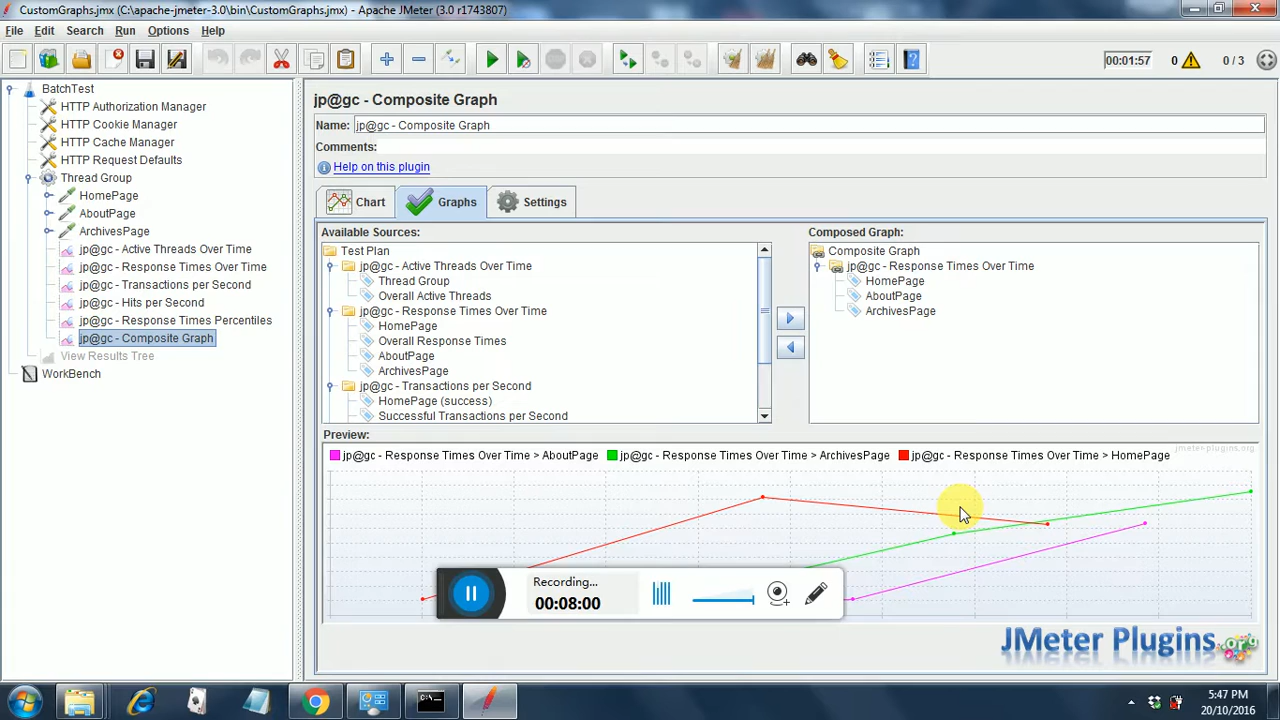 CustomGraphs.jmx (C:\apache-jmeter-3.0\bin\CustomGraphs.jmx) - Apache JMeter (3.0 r1743807)
File Edit Search Run Options Help
00:01:57 0 0 / 3
BatchTest
HTTP Authorization Manager
HTTP Cookie Manager
HTTP Cache Manager
HTTP Request Defaults
Thread Group
HomePage
AboutPage
ArchivesPage
jp@gc - Active Threads Over Time
jp@gc - Response Times Over Time
jp@gc - Transactions per Second
jp@gc - Hits per Second
jp@gc - Response Times Percentiles
jp@gc - Composite Graph
View Results Tree
WorkBench
jp@gc - Composite Graph
Name: jp@gc - Composite Graph
Comments:
Help on this plugin
Chart Graphs Settings
Available Sources:
Test Plan
jp@gc - Active Threads Over Time
Thread Group
Overall Active Threads
jp@gc - Response Times Over Time
HomePage
Overall Response Times
AboutPage
ArchivesPage
jp@gc - Transactions per Second
HomePage (success)
Successful Transactions per Second
Composed Graph:
Composite Graph
jp@gc - Response Times Over Time
HomePage
AboutPage
ArchivesPage
Preview:
jmeter-plugins.org
jp@gc - Response Times Over Time > AboutPage jp@gc - Response Times Over Time > ArchivesPage jp@gc - Response Times Over Time > HomePage
Recording...
00:08:00
JMeter Plugins
5:47 PM
20/10/2016